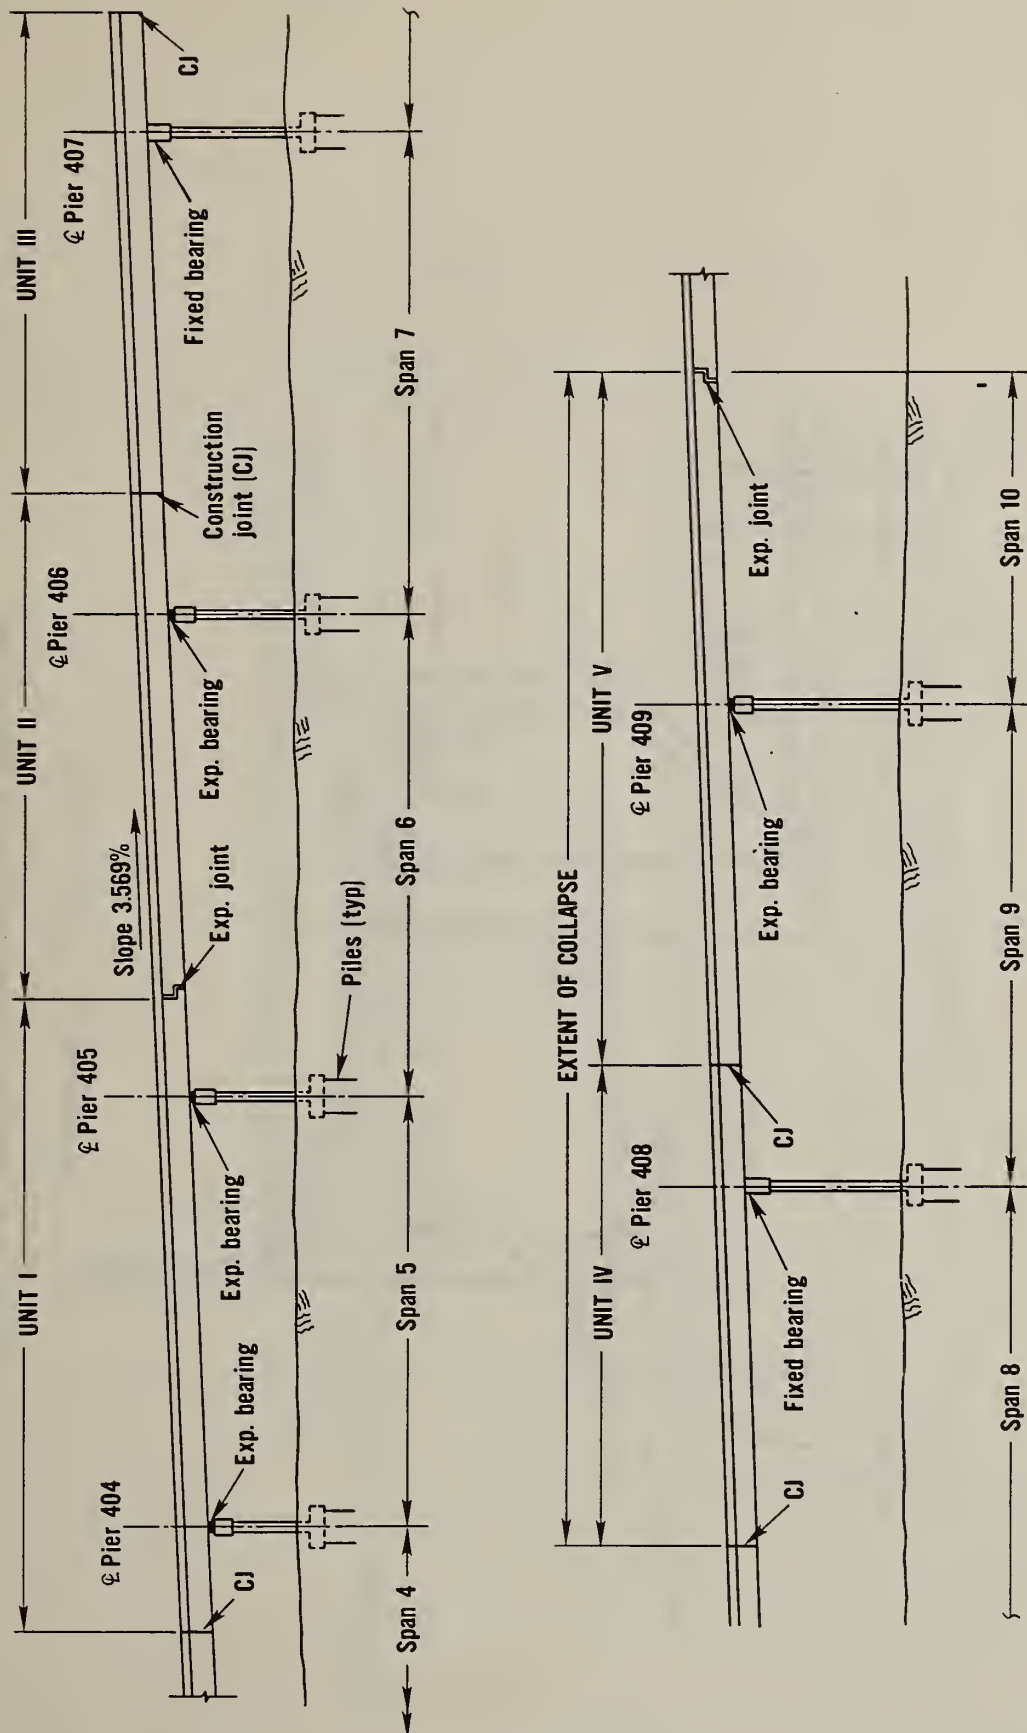 UNIT I
UNIT II
UNIT III
Slope 3.569%
℄ Pier 404
℄ Pier 405
℄ Pier 406
℄ Pier 407
CJ
Exp. bearing
Exp. bearing
Exp. joint
Exp. bearing
Construction
joint (CJ)
Fixed bearing
CJ
Piles (typ)
Span 4
Span 5
Span 6
Span 7
EXTENT OF COLLAPSE
UNIT IV
UNIT V
℄ Pier 408
℄ Pier 409
CJ
Fixed bearing
CJ
Exp. bearing
Exp. joint
Span 8
Span 9
Span 10